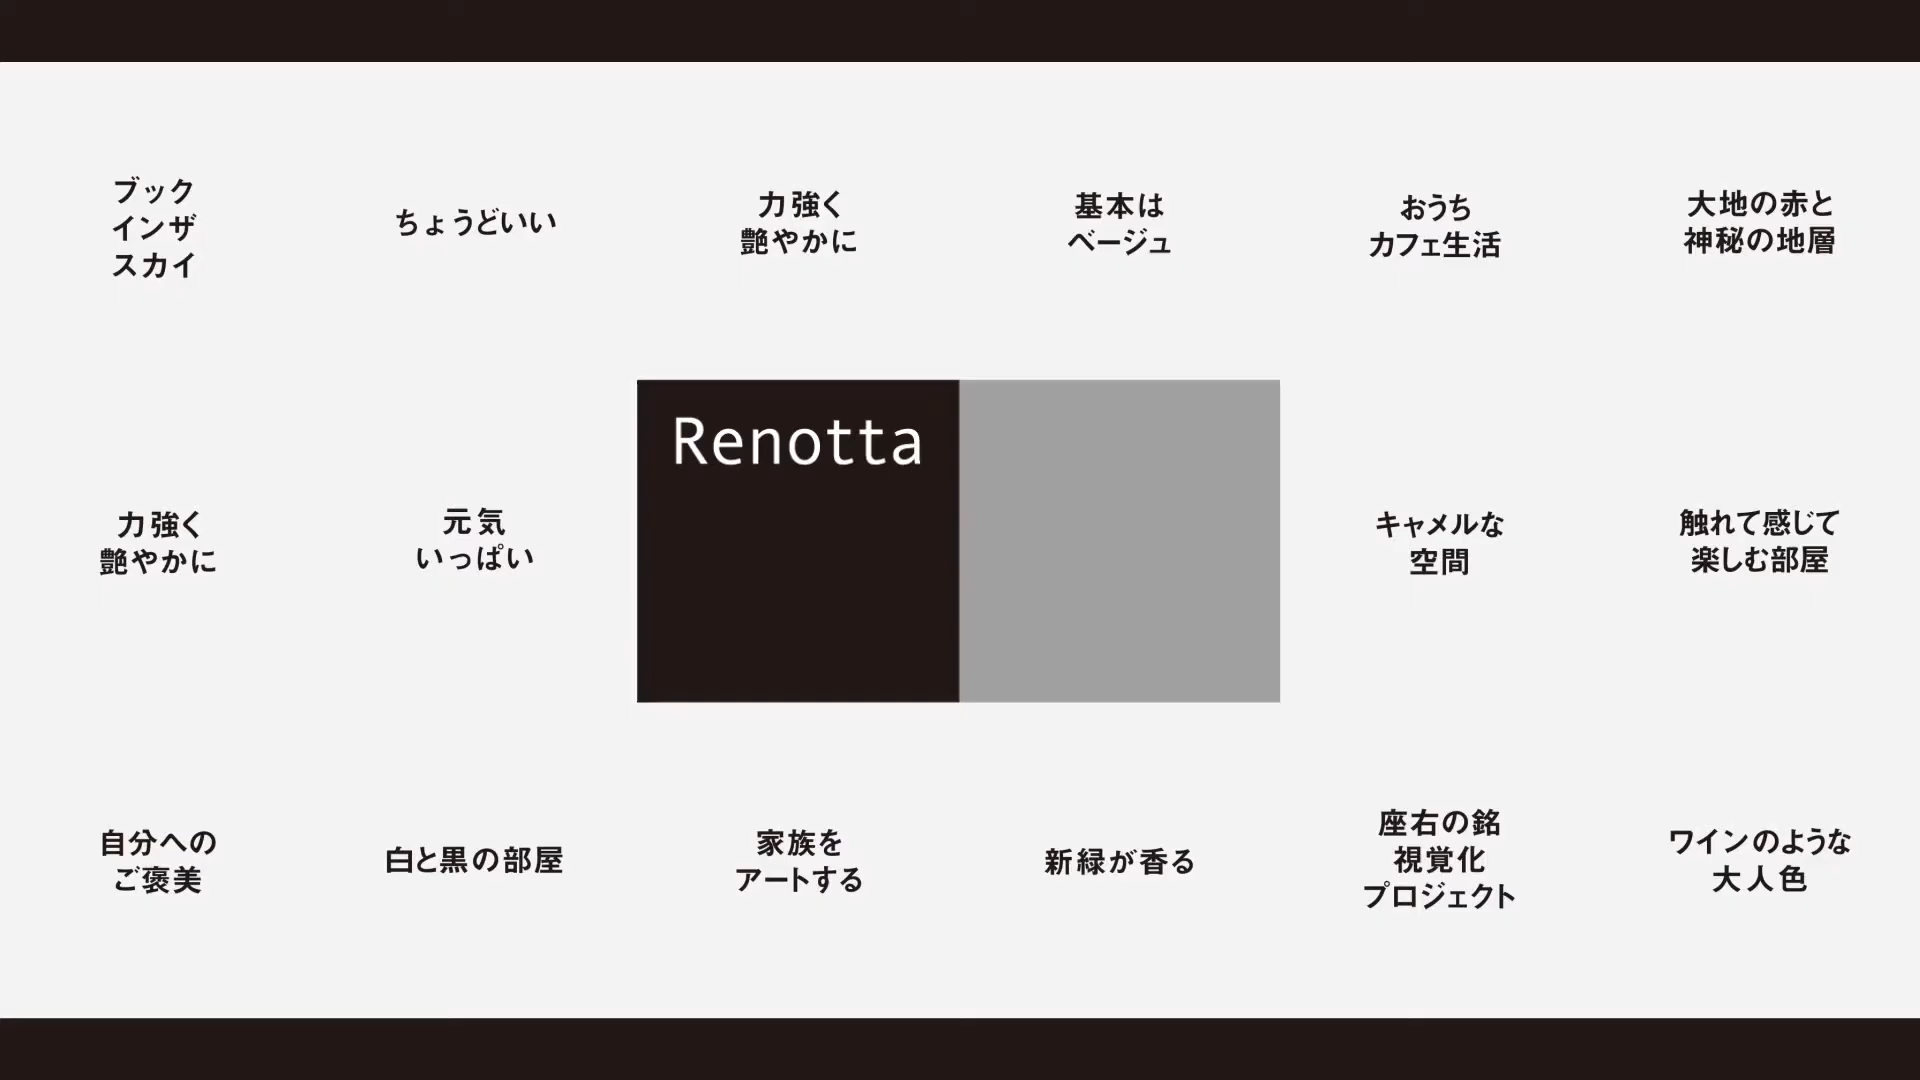 ブック
インザ
スカイ
ちょうどいい
力強く
艶やかに
基本は
ベージュ
おうち
カフェ生活
大地の赤と
神秘の地層
力強く
艶やかに
元気
いっぱい
Renotta
キャメルな
空間
触れて感じて
楽しむ部屋
自分への
ご褒美
白と黒の部屋
家族を
アートする
新緑が香る
座右の銘
視覚化
プロジェクト
ワインのような
大人色